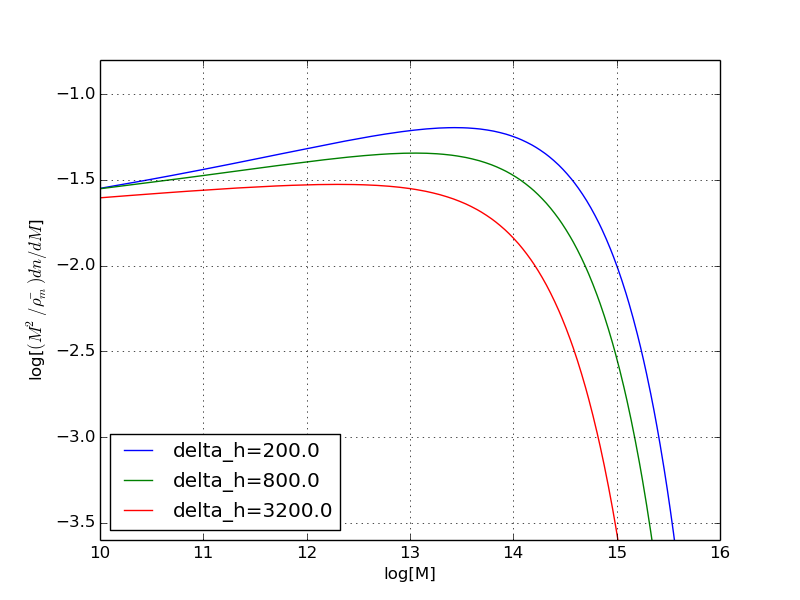 −1.0
−1.5
−2.0
−2.5
−3.0
−3.5
log[(M² / ρ̄_m) dn/dM]
delta_h=200.0
delta_h=800.0
delta_h=3200.0
10 11 12 13 14 15 16
log[M]